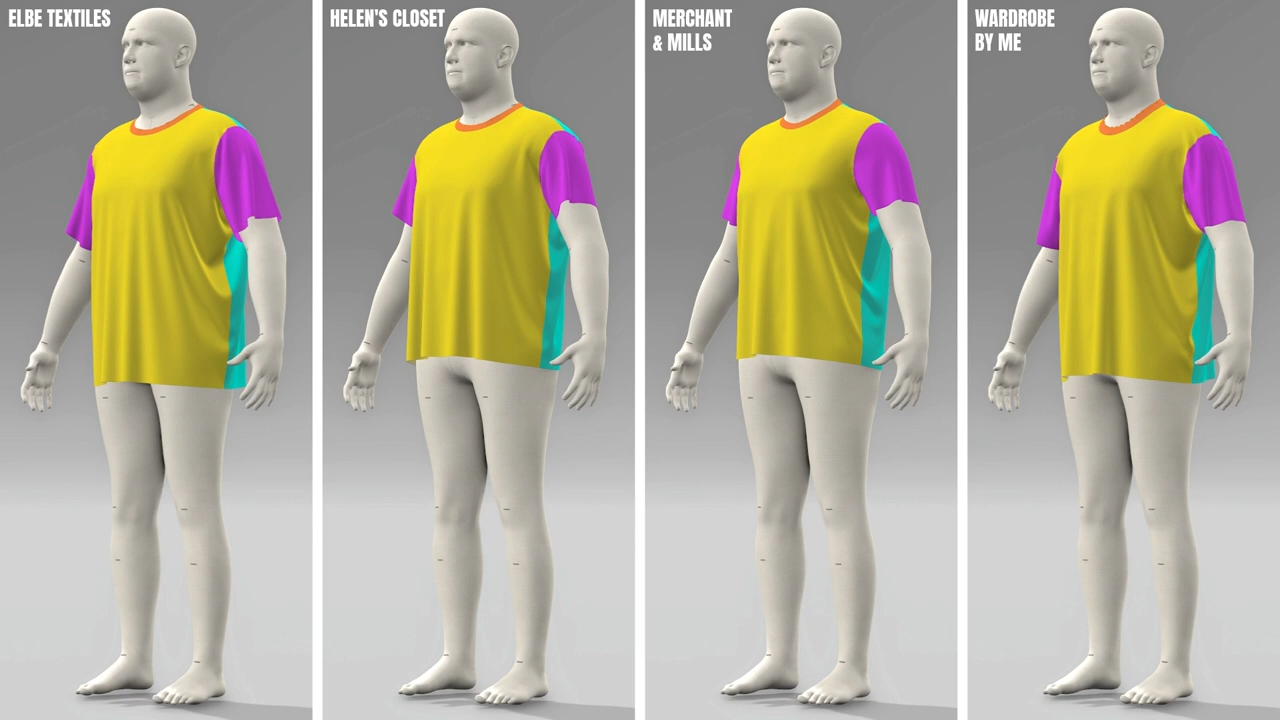 ELBE TEXTILES
HELEN'S CLOSET
MERCHANT
& MILLS
WARDROBE
BY ME